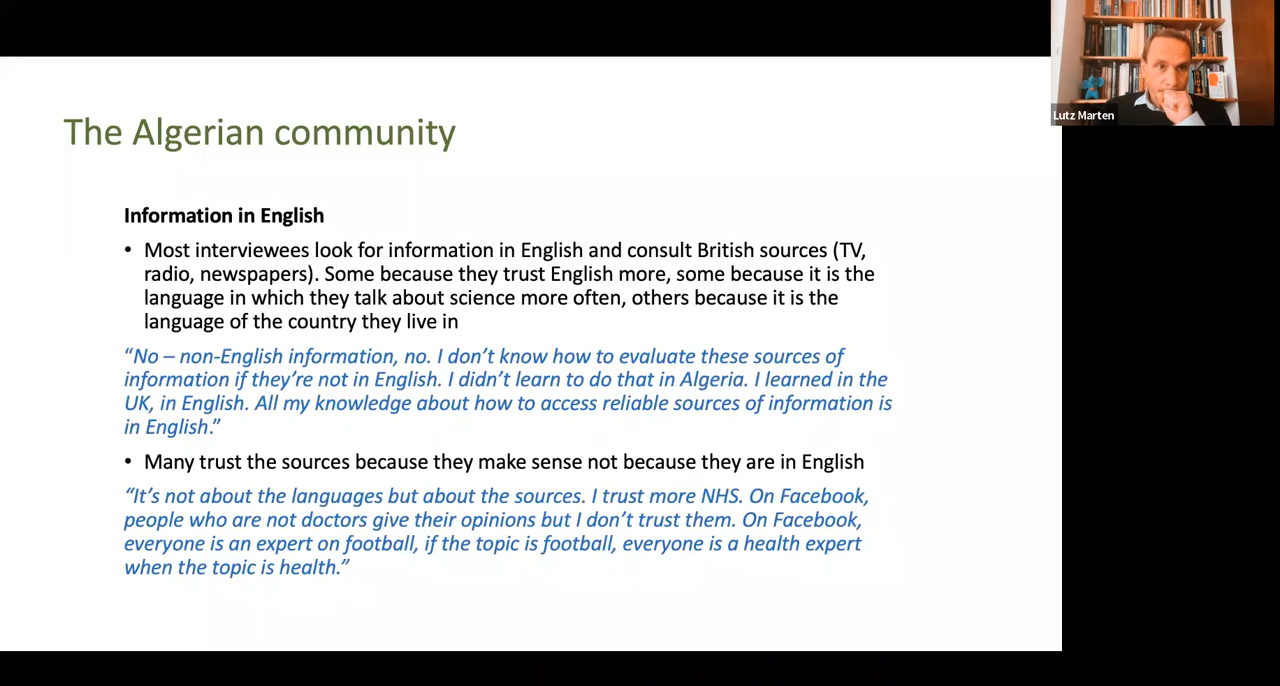 Lutz Marten
The Algerian community
Information in English
• Most interviewees look for information in English and consult British sources (TV,
radio, newspapers). Some because they trust English more, some because it is the
language in which they talk about science more often, others because it is the
language of the country they live in
“No – non-English information, no. I don’t know how to evaluate these sources of
information if they’re not in English. I didn’t learn to do that in Algeria. I learned in the
UK, in English. All my knowledge about how to access reliable sources of information is
in English.”
• Many trust the sources because they make sense not because they are in English
“It’s not about the languages but about the sources. I trust more NHS. On Facebook,
people who are not doctors give their opinions but I don’t trust them. On Facebook,
everyone is an expert on football, if the topic is football, everyone is a health expert
when the topic is health.”